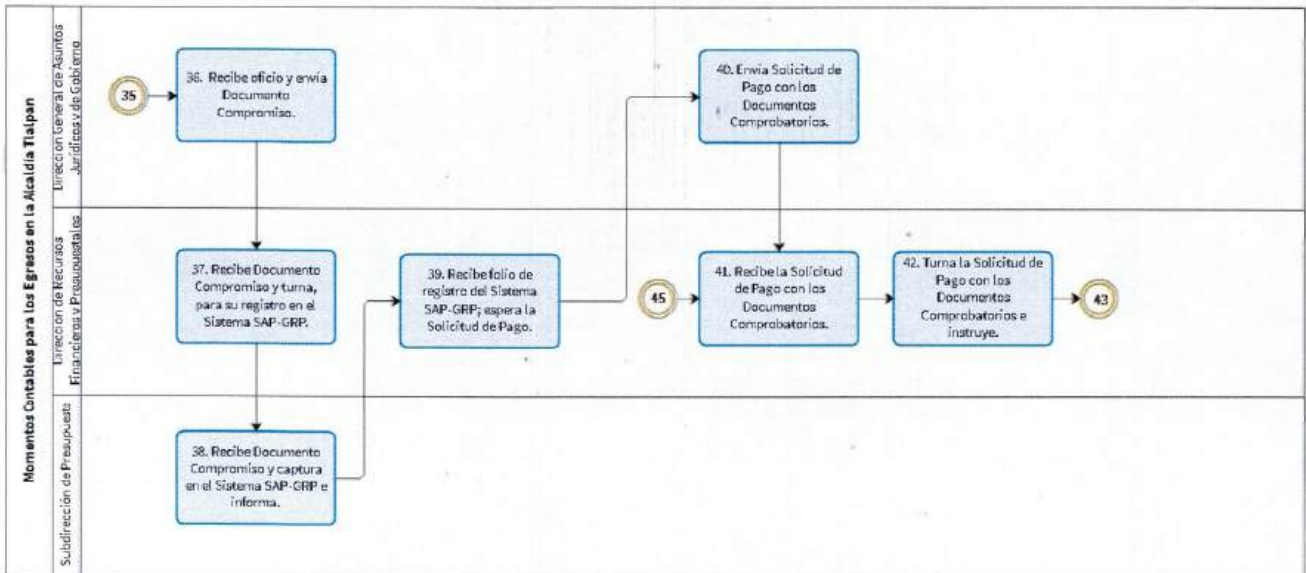 Momentos Contables para los Egresos en la Alcaldía Tlalpan
Dirección General de Asuntos
Jurídicos y de Gobierno
35
36. Recibe oficio y envía
Documento
Compromiso.
40. Envía Solicitud de
Pago con los
Documentos
Comprobatorios.
Dirección de Recursos
Financieros y Presupuestales
37. Recibe Documento
Compromiso y turna,
para su registro en el
Sistema SAP-GRP.
39. Recibe folio de
registro del Sistema
SAP-GRP; espera la
Solicitud de Pago.
45
41. Recibe la Solicitud
de Pago con los
Documentos
Comprobatorios.
42. Turna la Solicitud de
Pago con los
Documentos
Comprobatorios e
instruye.
43
Subdirección de Presupuesto
38. Recibe Documento
Compromiso y captura
en el Sistema SAP-GRP e
informa.